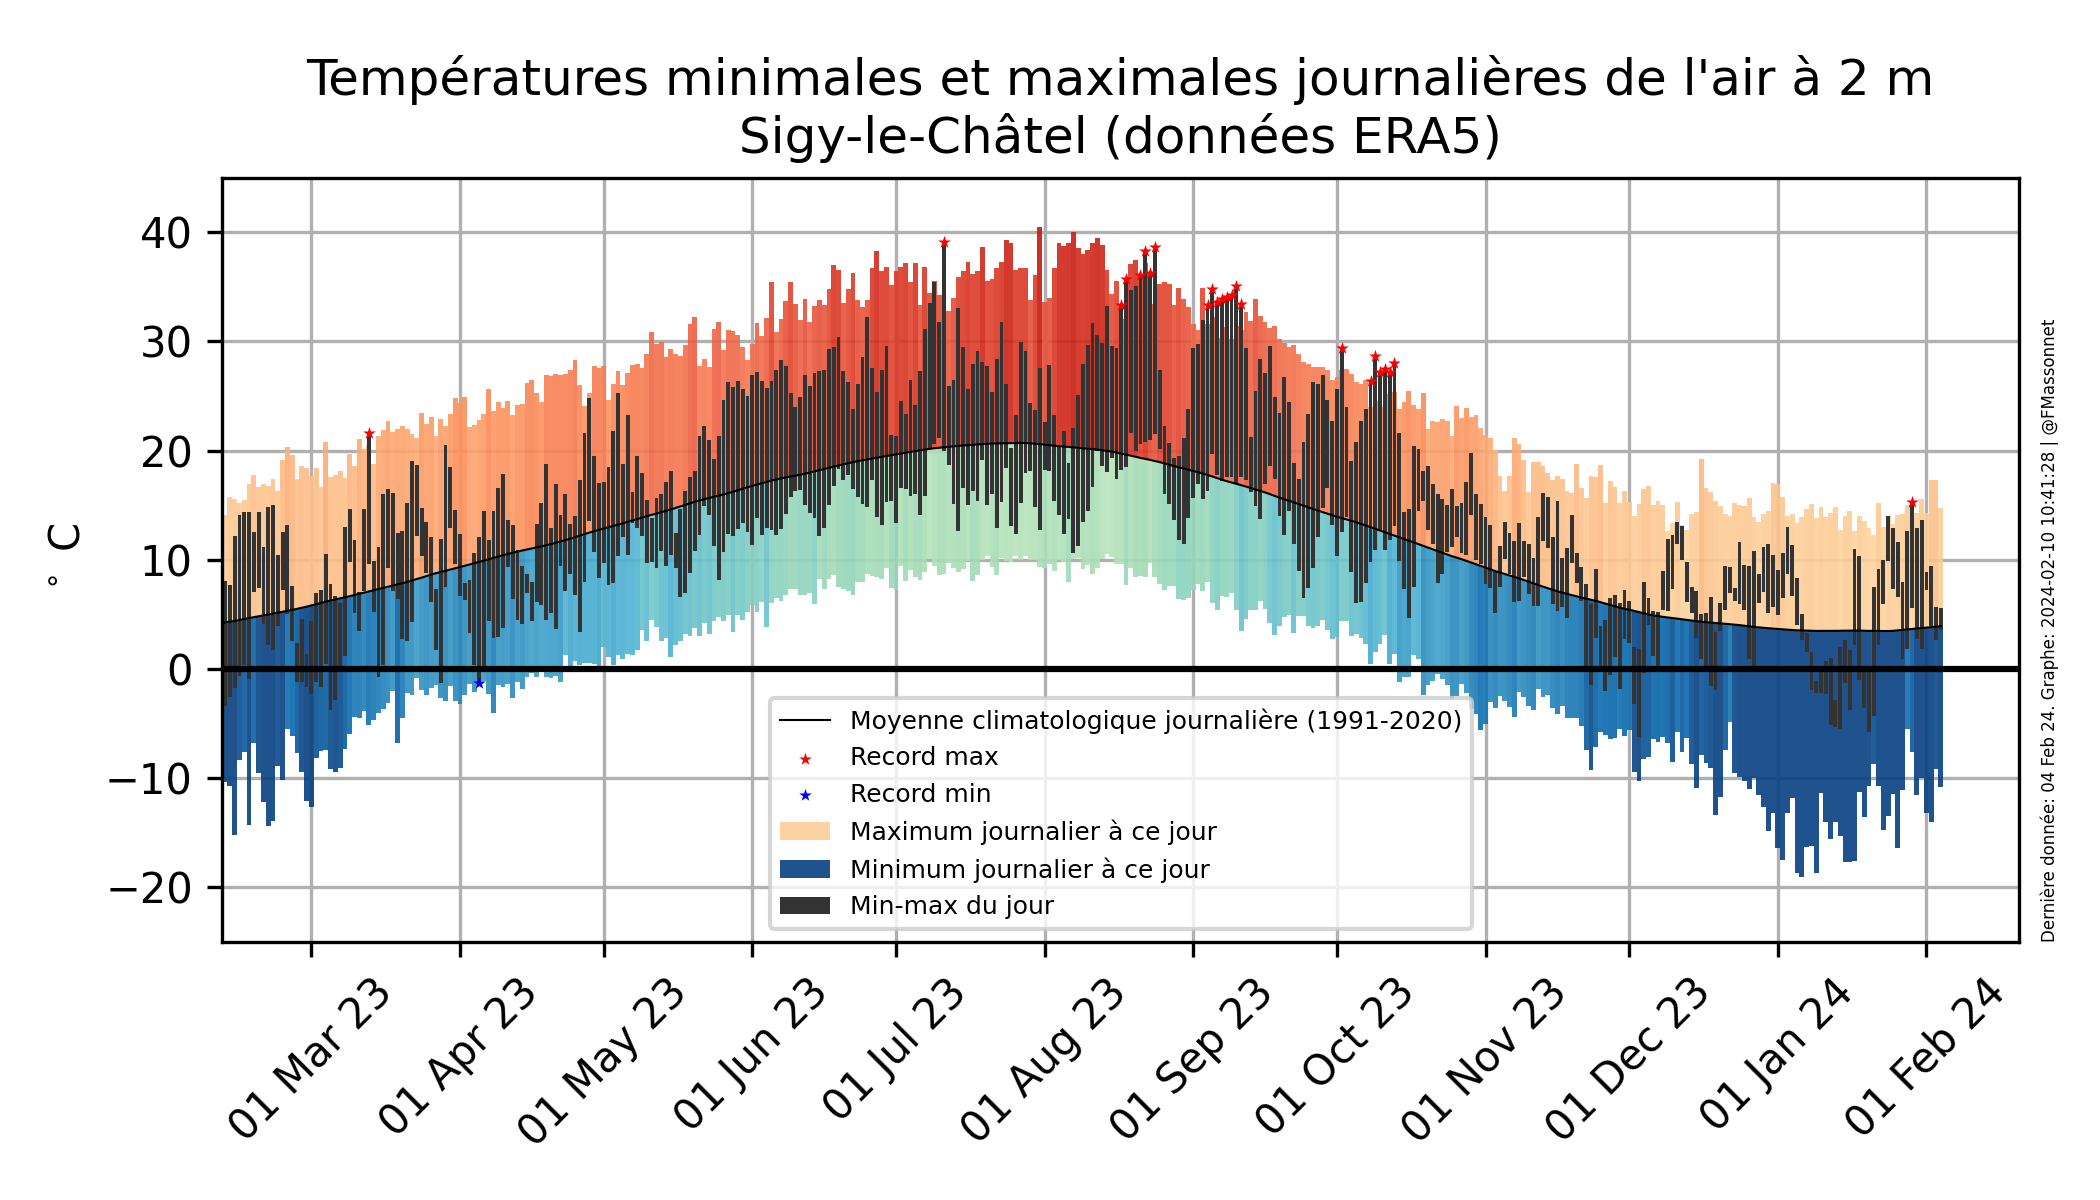 Températures minimales et maximales journalières de l'air à 2 m
Sigy-le-Châtel (données ERA5)
° C
40
30
20
10
0
−10
−20
Moyenne climatologique journalière (1991-2020)
Record max
Record min
Maximum journalier à ce jour
Minimum journalier à ce jour
Min-max du jour
01 Mar 23
01 Apr 23
01 May 23
01 Jun 23
01 Jul 23
01 Aug 23
01 Sep 23
01 Oct 23
01 Nov 23
01 Dec 23
01 Jan 24
01 Feb 24
Dernière donnée: 04 Feb 24. Graphe: 2024-02-10 10:41:28 | @FMassonnet